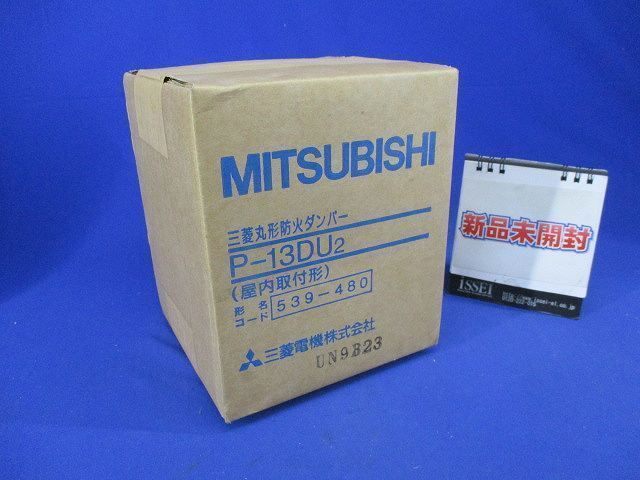 MITSUBISHI
三菱丸形防火ダンパー
P-13DU2
(屋内取付形)
形名コード 539-480
三菱電機株式会社
UN9B23
新品未開封
ISSEI